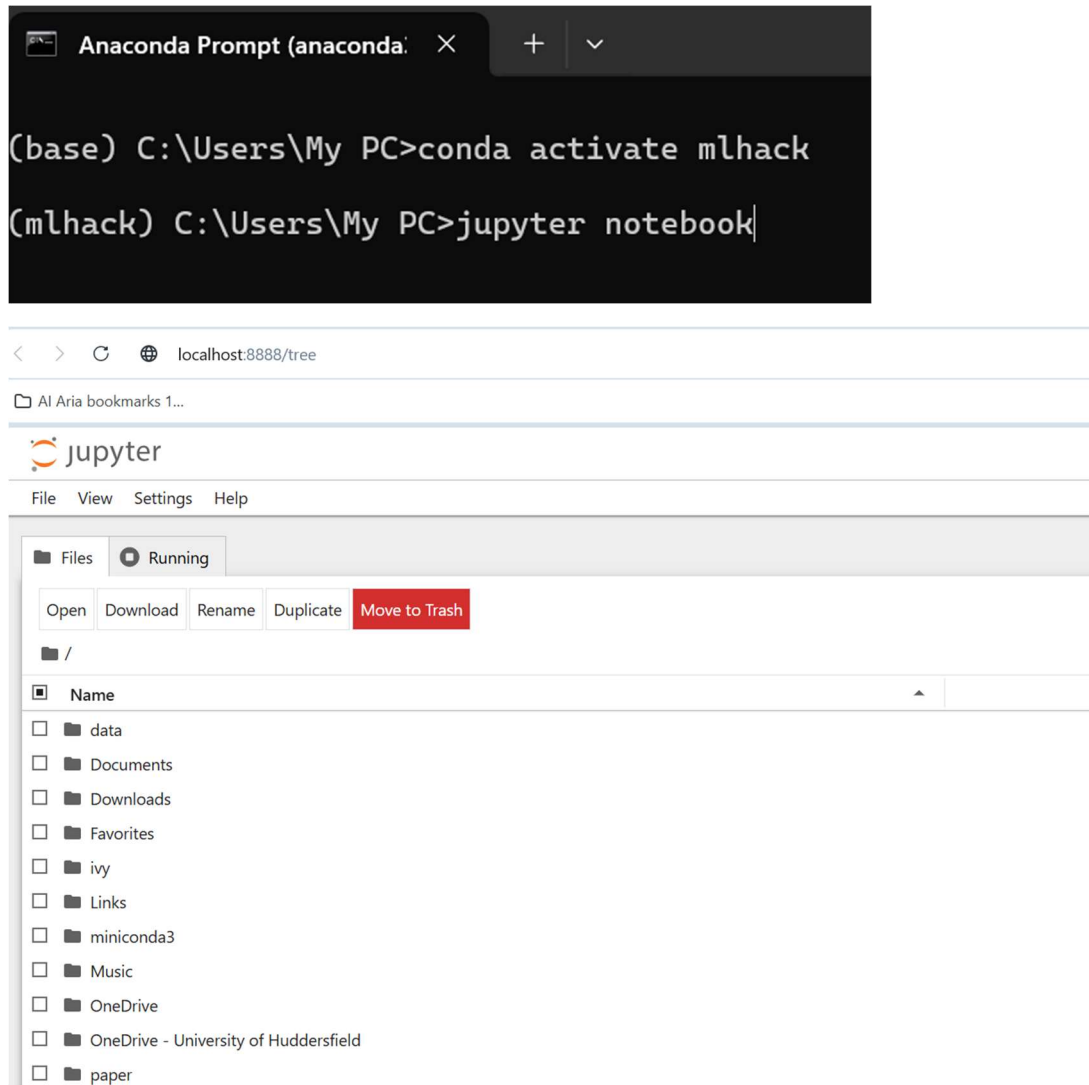 Anaconda Prompt (anaconda:
(base) C:\Users\My PC>conda activate mlhack
(mlhack) C:\Users\My PC>jupyter notebook
localhost:8888/tree
AI Aria bookmarks 1...
jupyter
File View Settings Help
Files Running
Open Download Rename Duplicate Move to Trash
/
Name
data
Documents
Downloads
Favorites
ivy
Links
miniconda3
Music
OneDrive
OneDrive - University of Huddersfield
paper